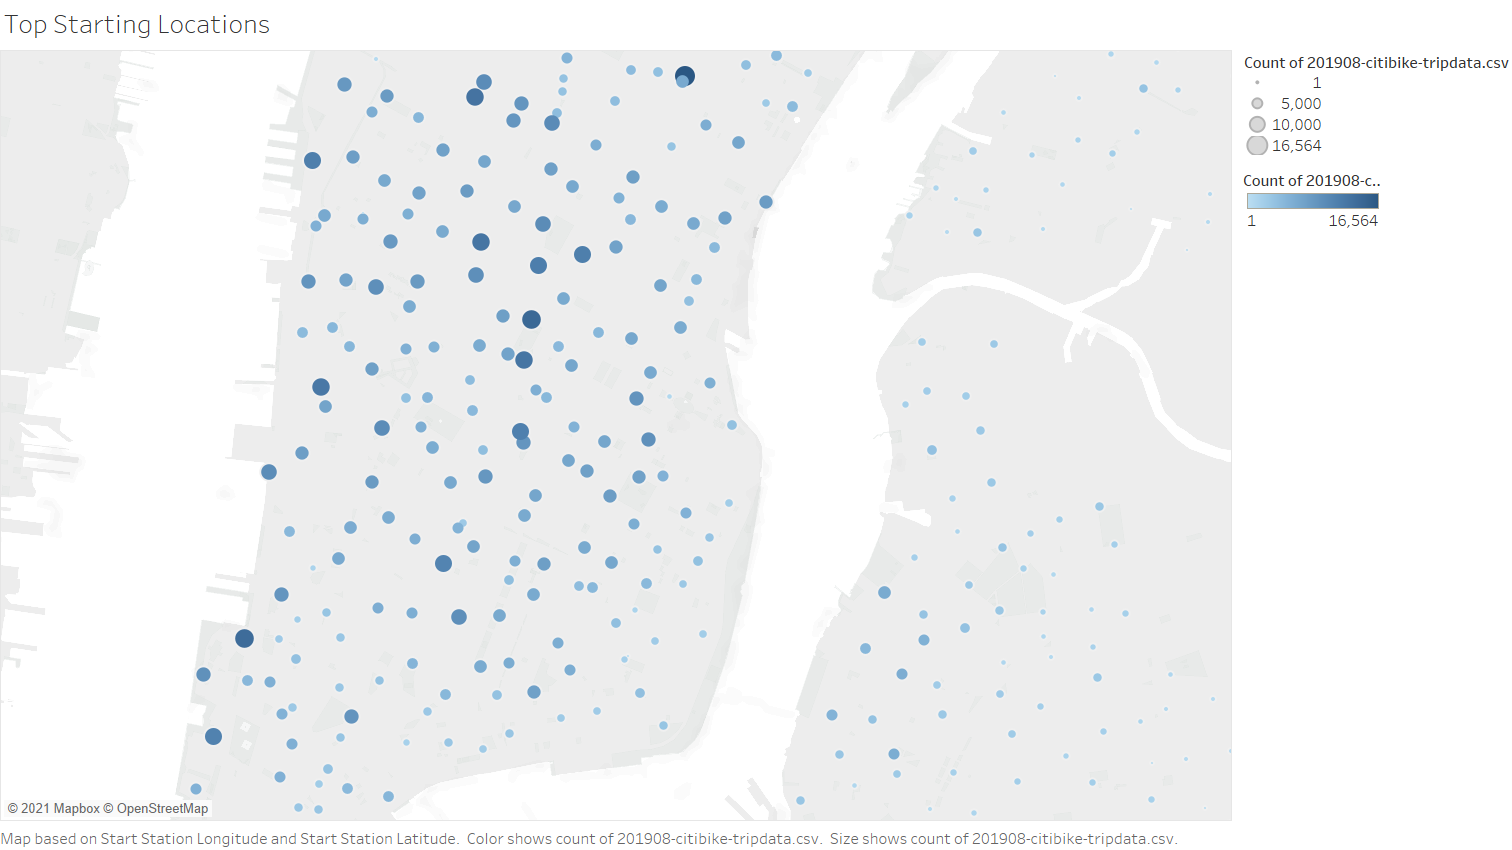 Top Starting Locations
Count of 201908-citibike-tripdata.csv
1
5,000
10,000
16,564
Count of 201908-c..
1 16,564
© 2021 Mapbox © OpenStreetMap
Map based on Start Station Longitude and Start Station Latitude. Color shows count of 201908-citibike-tripdata.csv. Size shows count of 201908-citibike-tripdata.csv.